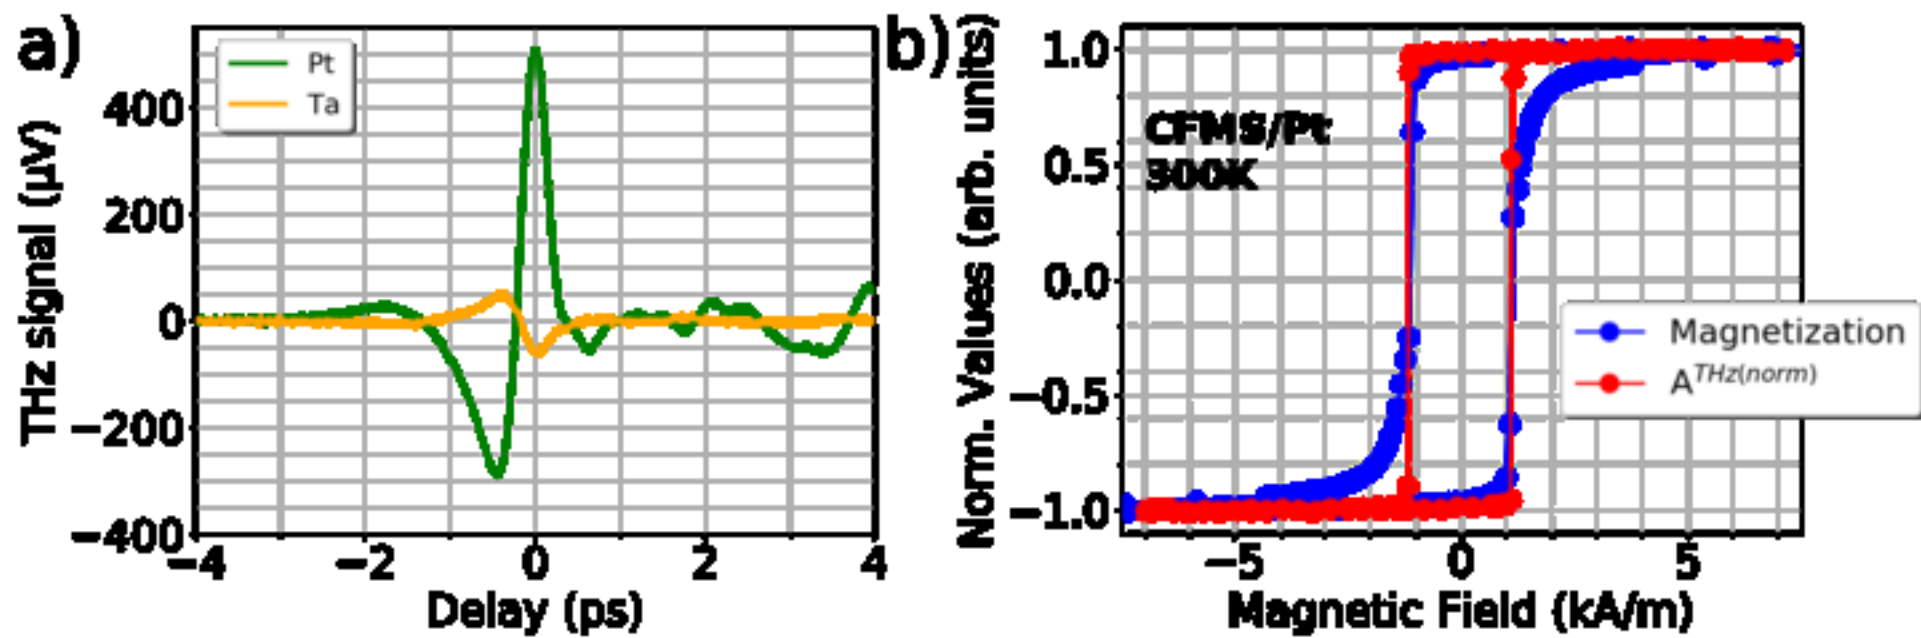 a)
Pt
Ta
THz signal (μV)
400
200
0
−200
−400
−4
−2
0
2
4
Delay (ps)
b)
CFMS/Pt
300K
Norm. Values (arb. units)
1.0
0.5
0.0
−0.5
−1.0
Magnetization
A^THz(norm)
−5
0
5
Magnetic Field (kA/m)